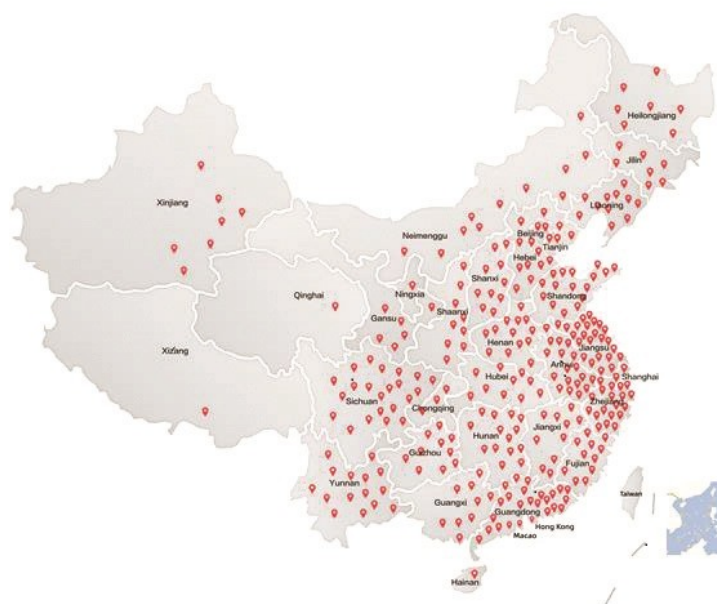 Heilongjiang
Jilin
Liaoning
Xinjiang
Neimenggu
Beijing
Tianjin
Hebei
Shanxi
Qinghai
Ningxia
Shandong
Gansu
Shaanxi
Henan
Jiangsu
Xizang
Anhui
Hubei
Shanghai
Sichuan
Chongqing
Zhejiang
Hunan
Jiangxi
Guizhou
Fujian
Yunnan
Guangxi
Guangdong
Taiwan
Hong Kong
Macao
Hainan